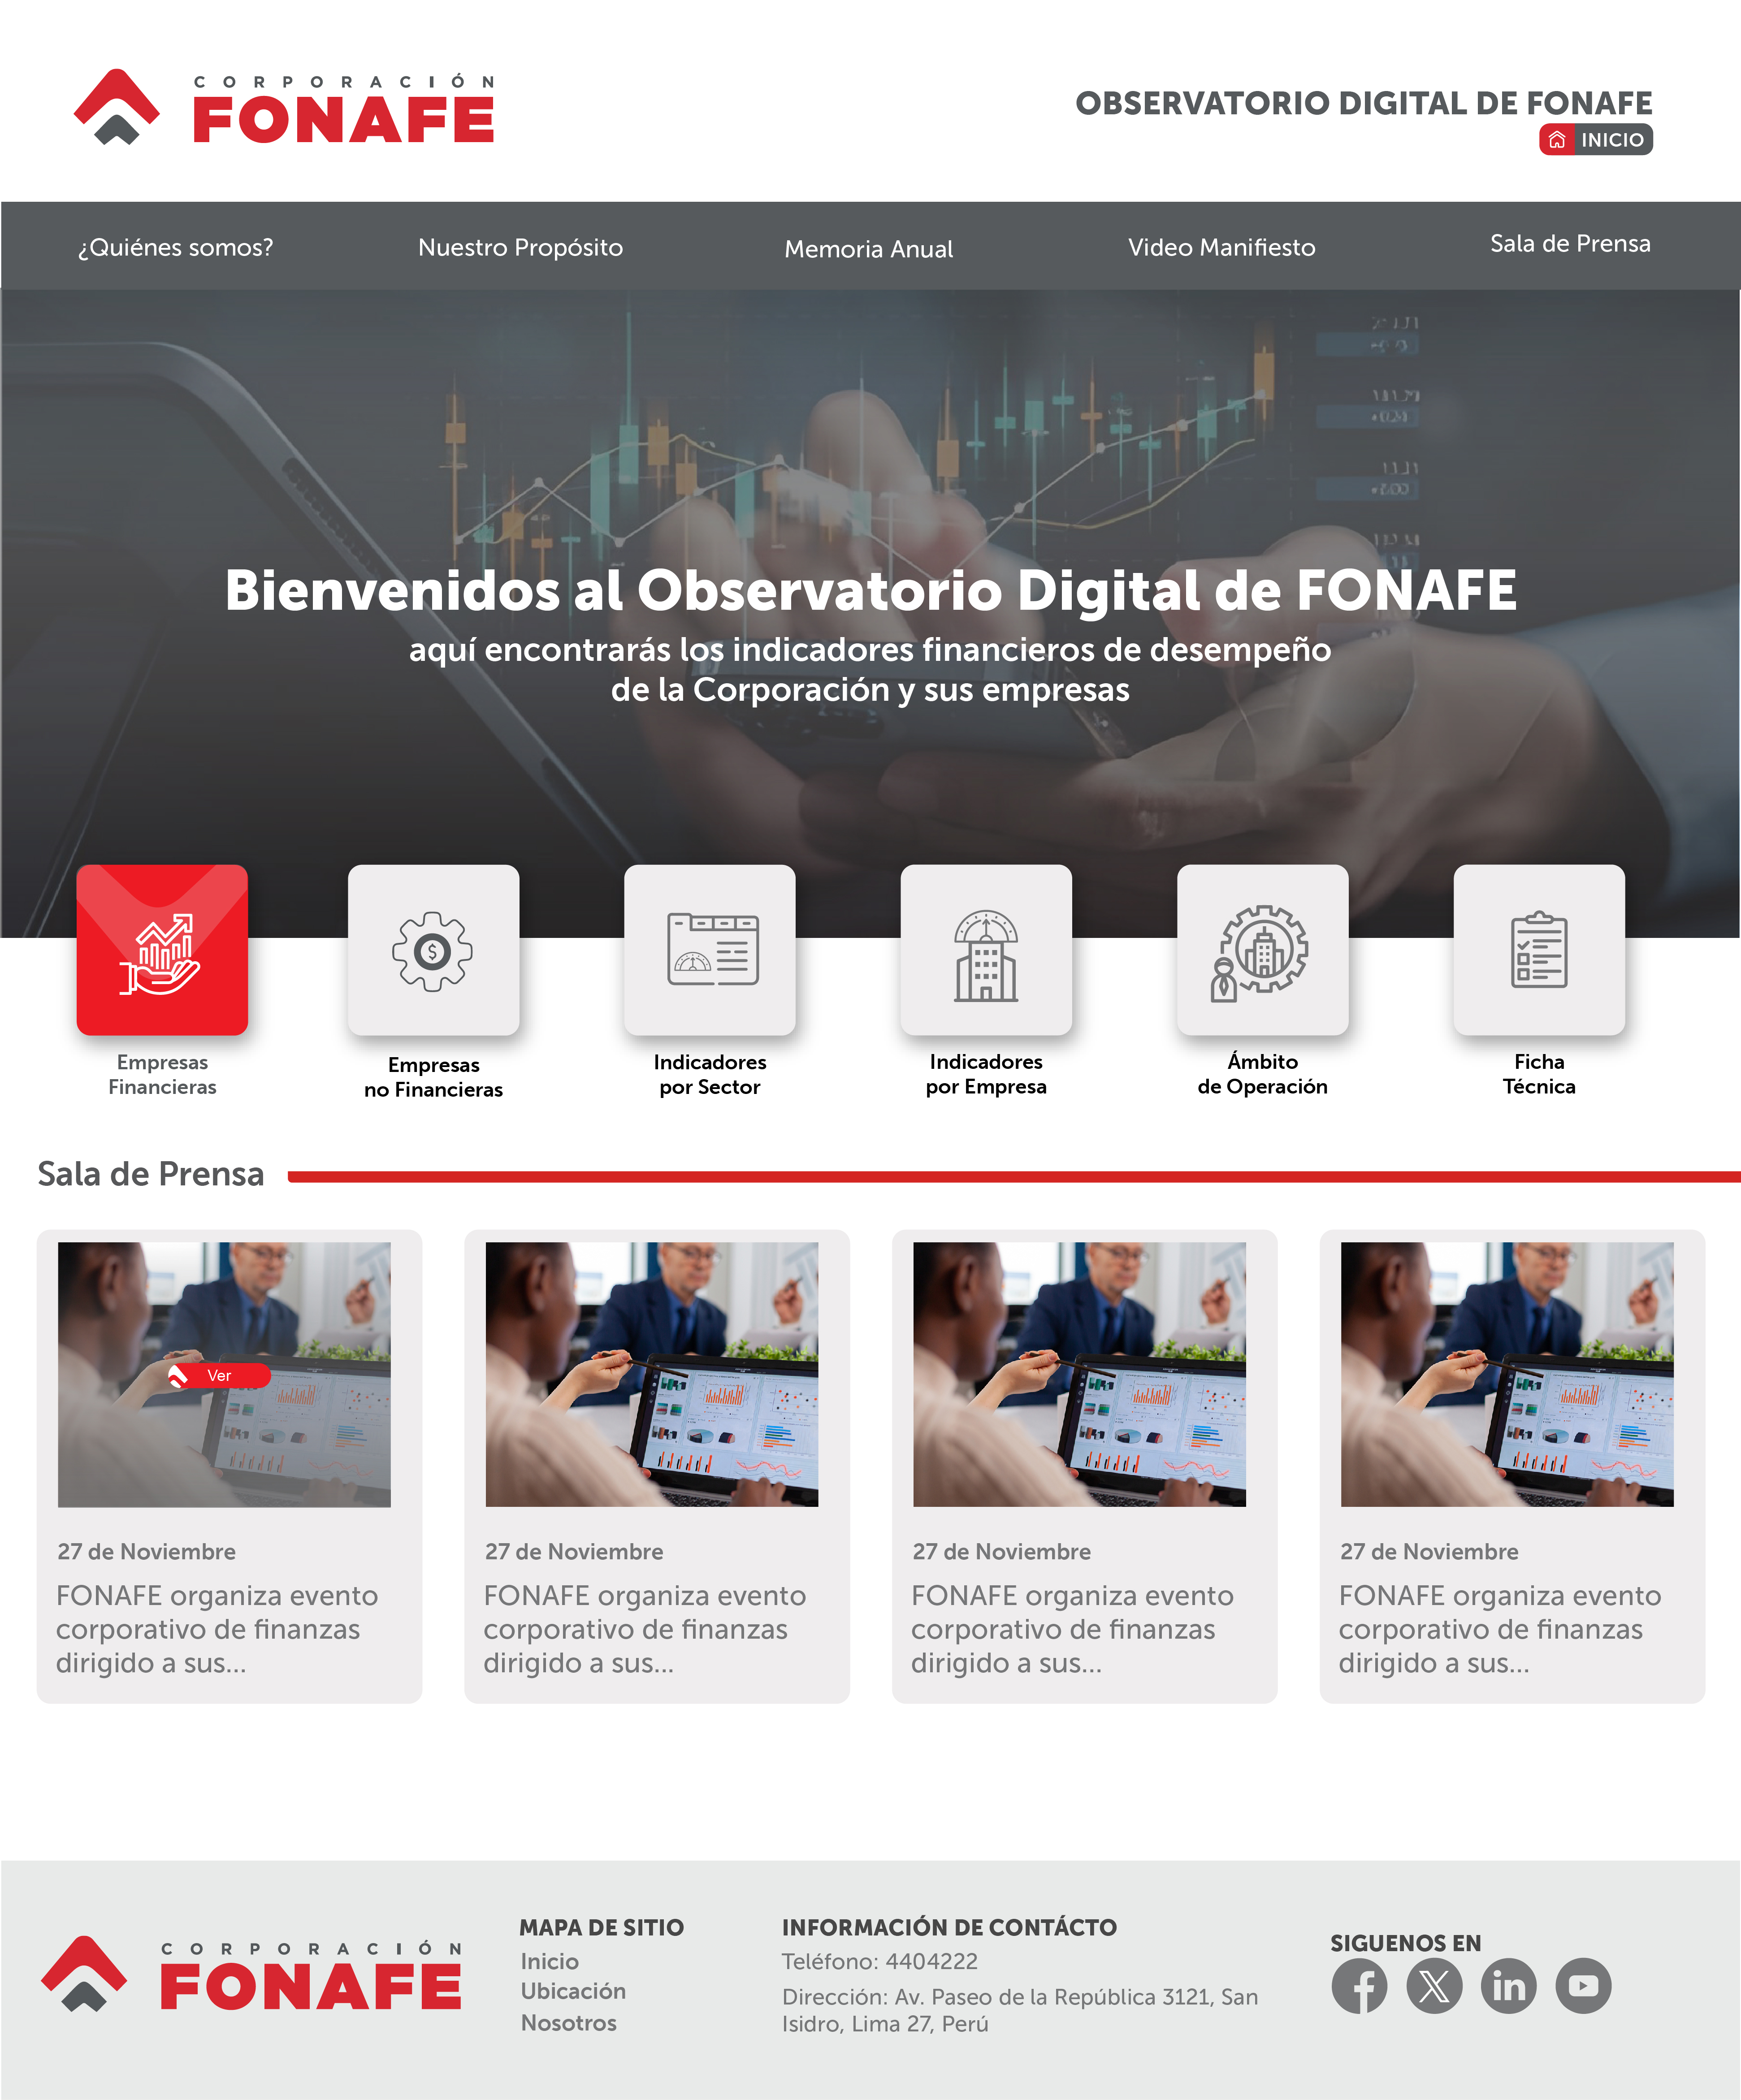 CORPORACIÓN
FONAFE
OBSERVATORIO DIGITAL DE FONAFE
INICIO
¿Quiénes somos?
Nuestro Propósito
Memoria Anual
Video Manifiesto
Sala de Prensa
Bienvenidos al Observatorio Digital de FONAFE
aquí encontrarás los indicadores financieros de desempeño
de la Corporación y sus empresas
$
Empresas
Financieras
Empresas
no Financieras
Indicadores
por Sector
Indicadores
por Empresa
Ámbito
de Operación
Ficha
Técnica
Sala de Prensa
Ver
27 de Noviembre
FONAFE organiza evento
corporativo de finanzas
dirigido a sus...
27 de Noviembre
FONAFE organiza evento
corporativo de finanzas
dirigido a sus...
27 de Noviembre
FONAFE organiza evento
corporativo de finanzas
dirigido a sus...
27 de Noviembre
FONAFE organiza evento
corporativo de finanzas
dirigido a sus...
CORPORACIÓN
FONAFE
MAPA DE SITIO
Inicio
Ubicación
Nosotros
INFORMACIÓN DE CONTÁCTO
Teléfono: 4404222
Dirección: Av. Paseo de la República 3121, San
Isidro, Lima 27, Perú
SIGUENOS EN